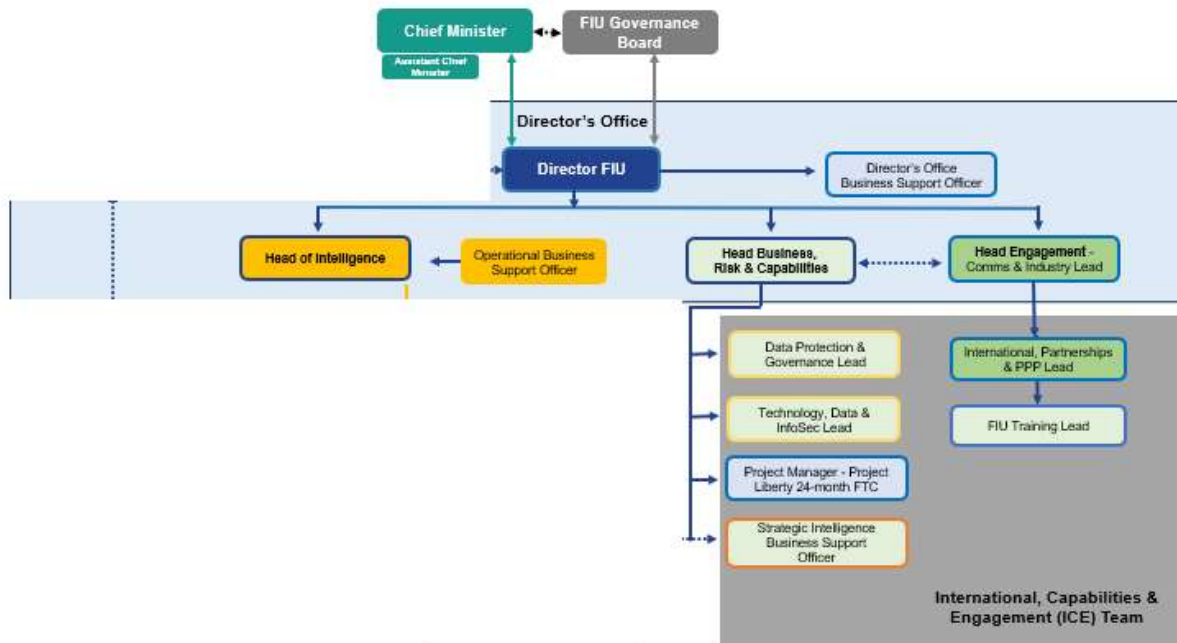 Chief Minister
FIU Governance
Board
Assistant Chief
Minister
Director's Office
Director FIU
Director's Office
Business Support Officer
Head of Intelligence
Operational Business
Support Officer
Head Business,
Risk & Capabilities
Head Engagement -
Comms & Industry Lead
Data Protection &
Governance Lead
International, Partnerships
& PPP Lead
Technology, Data &
InfoSec Lead
FIU Training Lead
Project Manager - Project
Liberty 24-month FTC
Strategic Intelligence
Business Support
Officer
International, Capabilities &
Engagement (ICE) Team